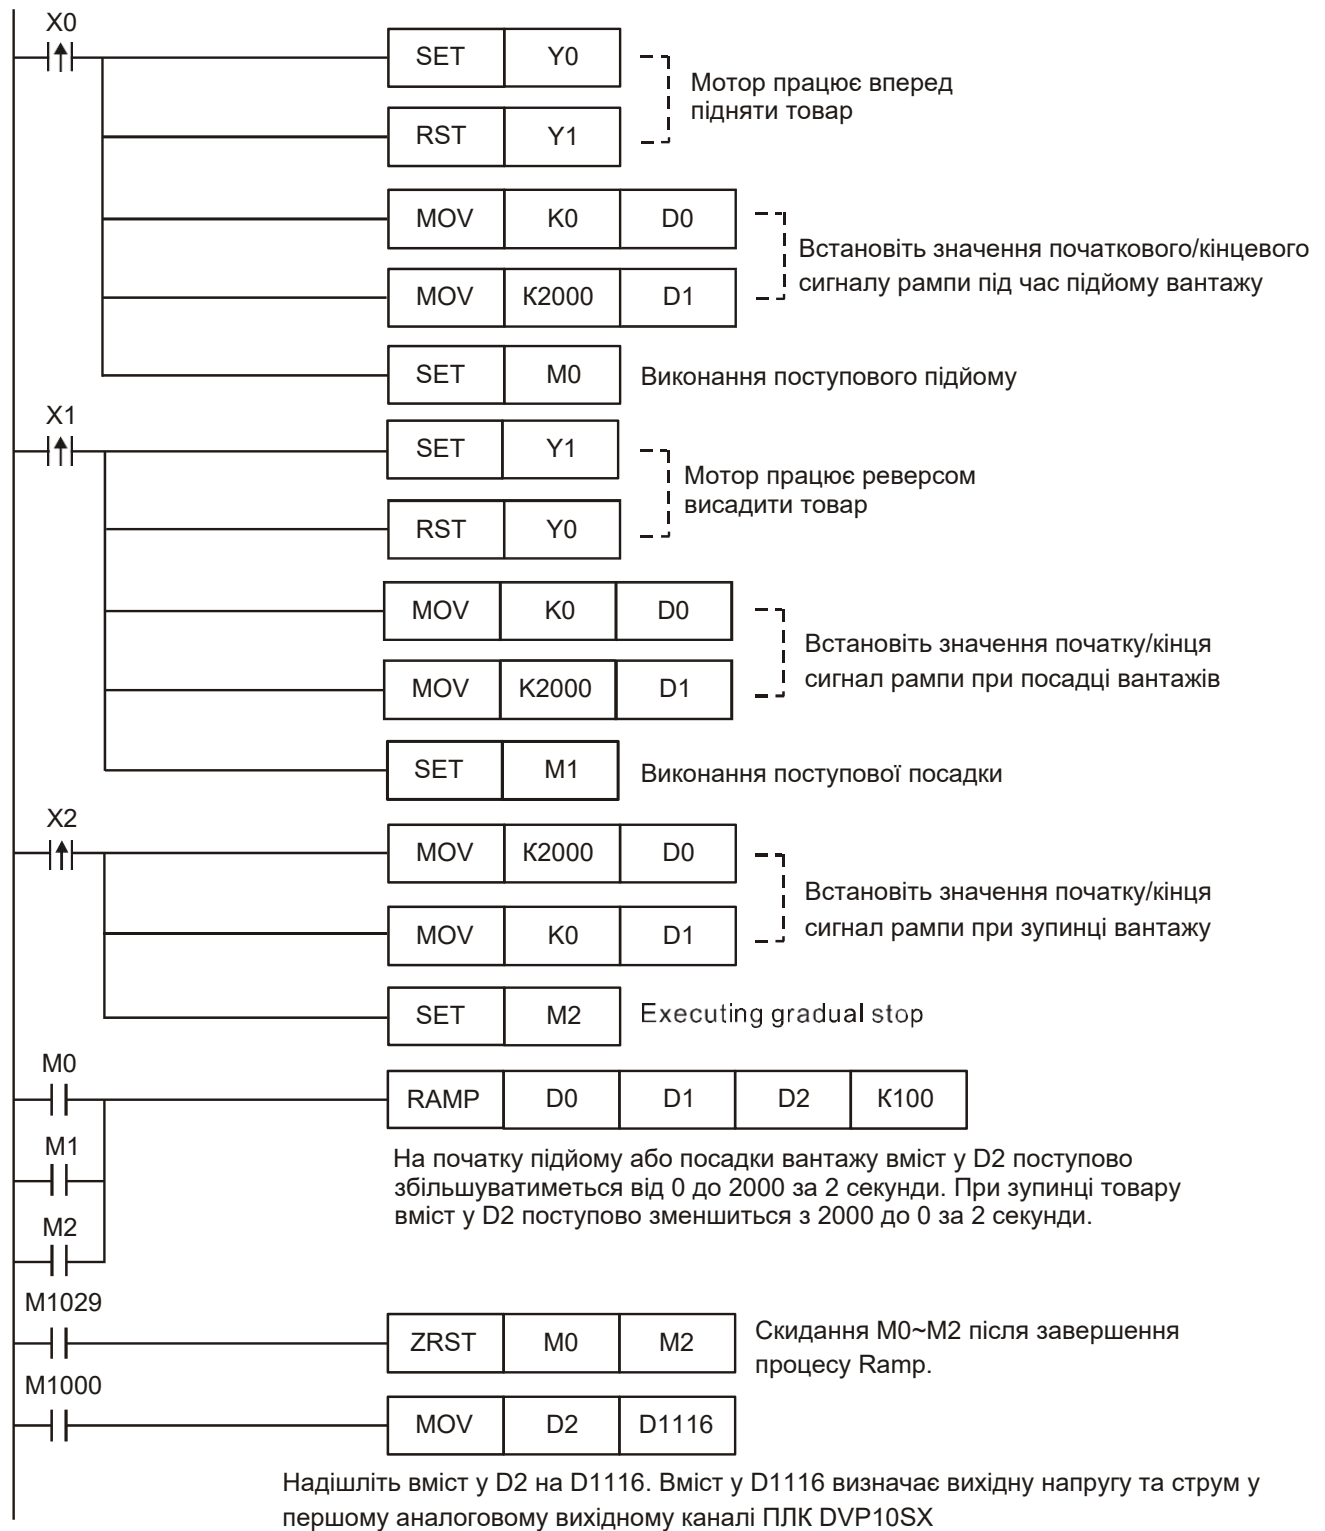 X0
SET Y0
Мотор працює вперед
підняти товар
RST Y1
MOV K0 D0
Встановіть значення початкового/кінцевого
сигналу рампи під час підйому вантажу
MOV K2000 D1
SET M0 Виконання поступового підйому
X1
SET Y1
Мотор працює реверсом
висадити товар
RST Y0
MOV K0 D0
Встановіть значення початку/кінця
сигнал рампи при посадці вантажів
MOV K2000 D1
SET M1 Виконання поступової посадки
X2
MOV K2000 D0
Встановіть значення початку/кінця
сигнал рампи при зупинці вантажу
MOV K0 D1
SET M2 Executing gradual stop
M0
RAMP D0 D1 D2 K100
M1
На початку підйому або посадки вантажу вміст у D2 поступово
збільшуватиметься від 0 до 2000 за 2 секунди. При зупинці товару
вміст у D2 поступово зменшиться з 2000 до 0 за 2 секунди.
M2
M1029
ZRST M0 M2
Скидання M0~M2 після завершення
процесу Ramp.
M1000
MOV D2 D1116
Надішліть вміст у D2 на D1116. Вміст у D1116 визначає вихідну напругу та струм у
першому аналоговому вихідному каналі ПЛК DVP10SX